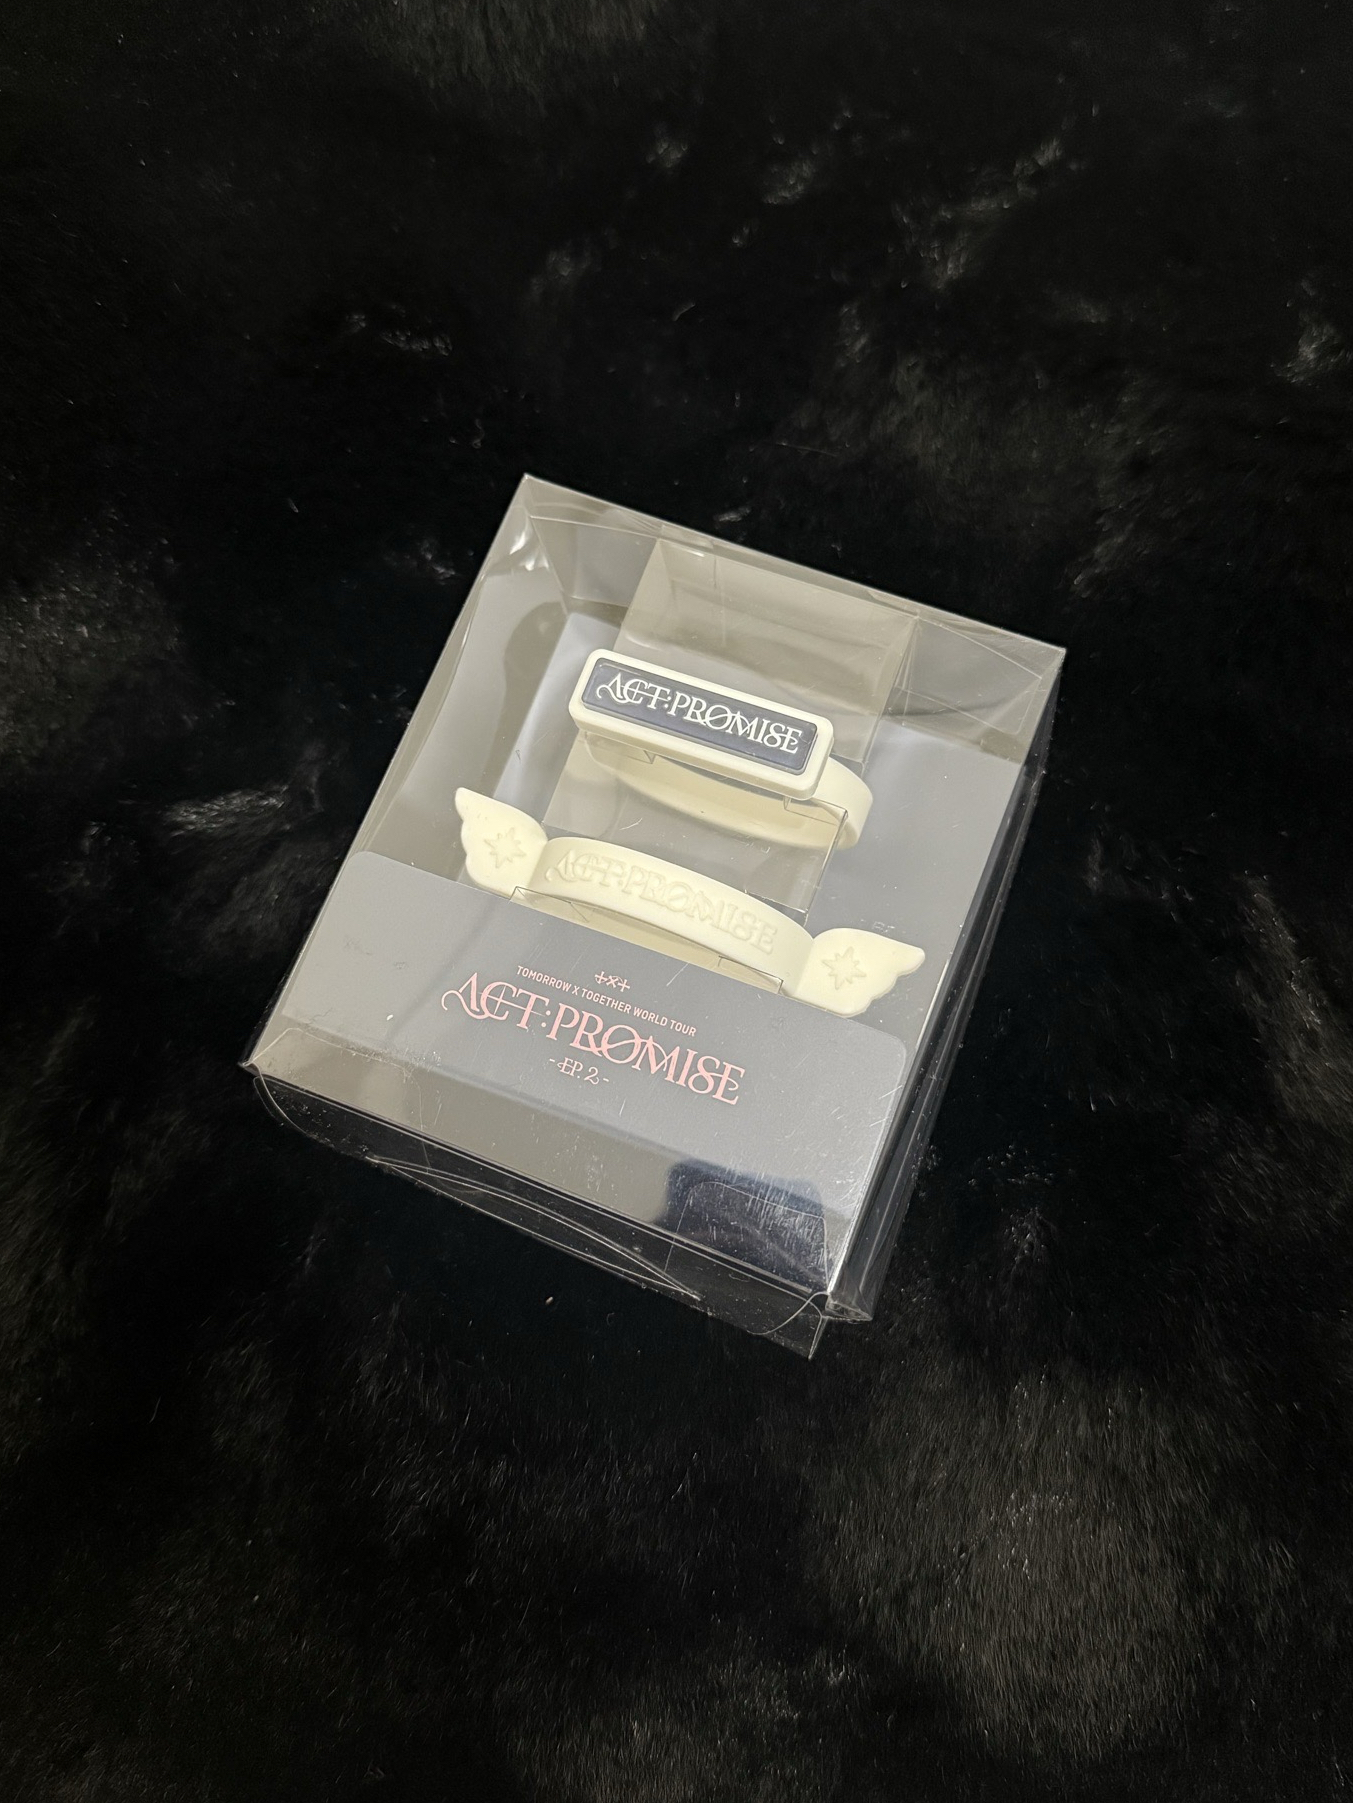 ACT:PROMISE
ACT:PROMISE
+x+
TOMORROW X TOGETHER WORLD TOUR
ACT:PROMISE
-EP. 2-